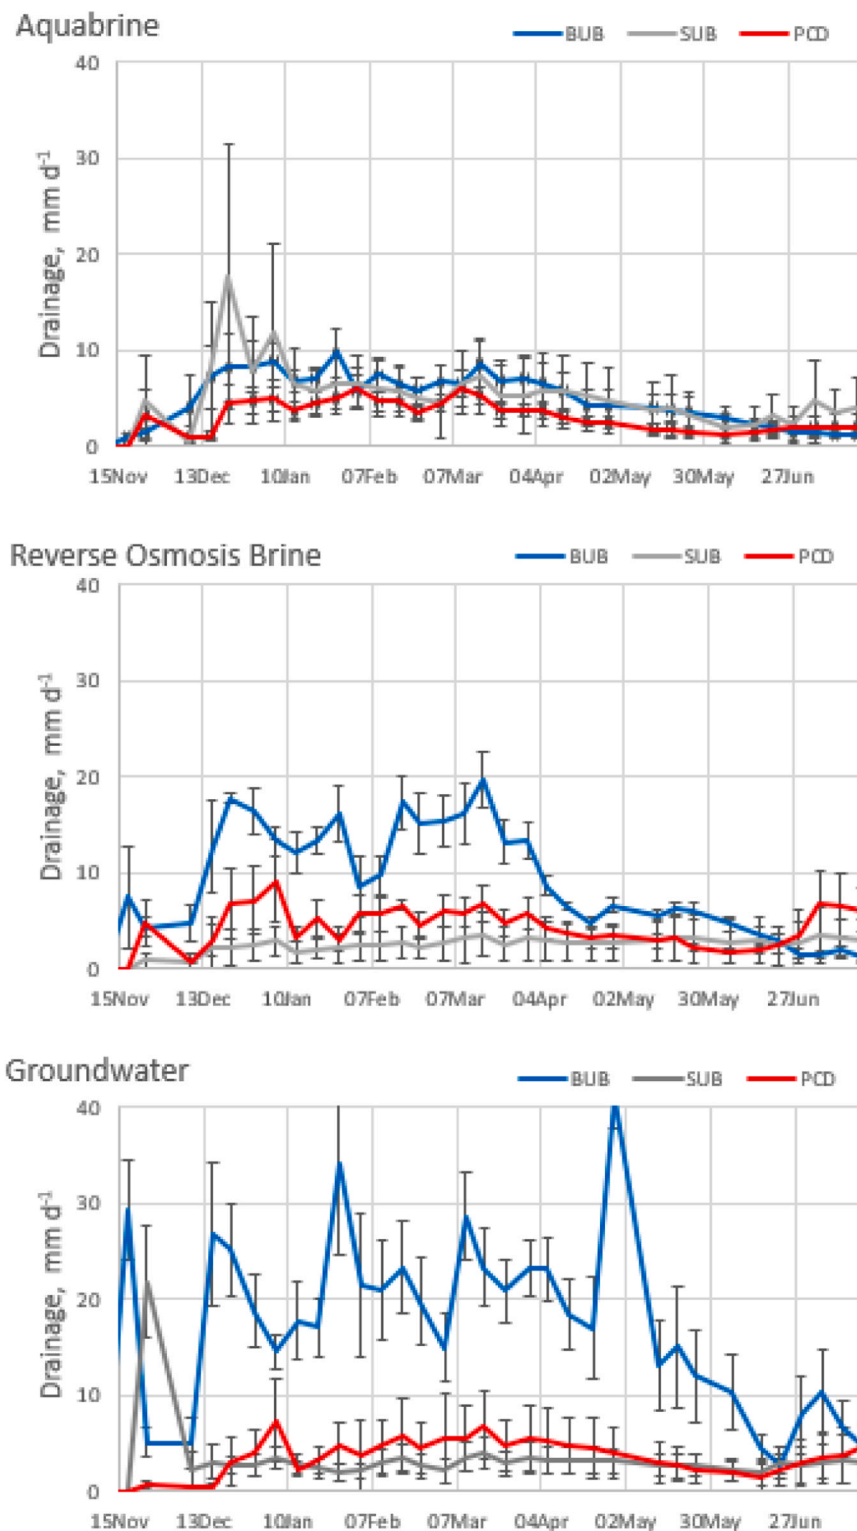 Aquabrine
BUB SUB PCD
40
30
20
10
0
Drainage, mm d⁻¹
15Nov 13Dec 10Jan 07Feb 07Mar 04Apr 02May 30May 27Jun
Reverse Osmosis Brine
BUB SUB PCD
40
30
20
10
0
Drainage, mm d⁻¹
15Nov 13Dec 10Jan 07Feb 07Mar 04Apr 02May 30May 27Jun
Groundwater
BUB SUB PCD
40
30
20
10
0
Drainage, mm d⁻¹
15Nov 13Dec 10Jan 07Feb 07Mar 04Apr 02May 30May 27Jun